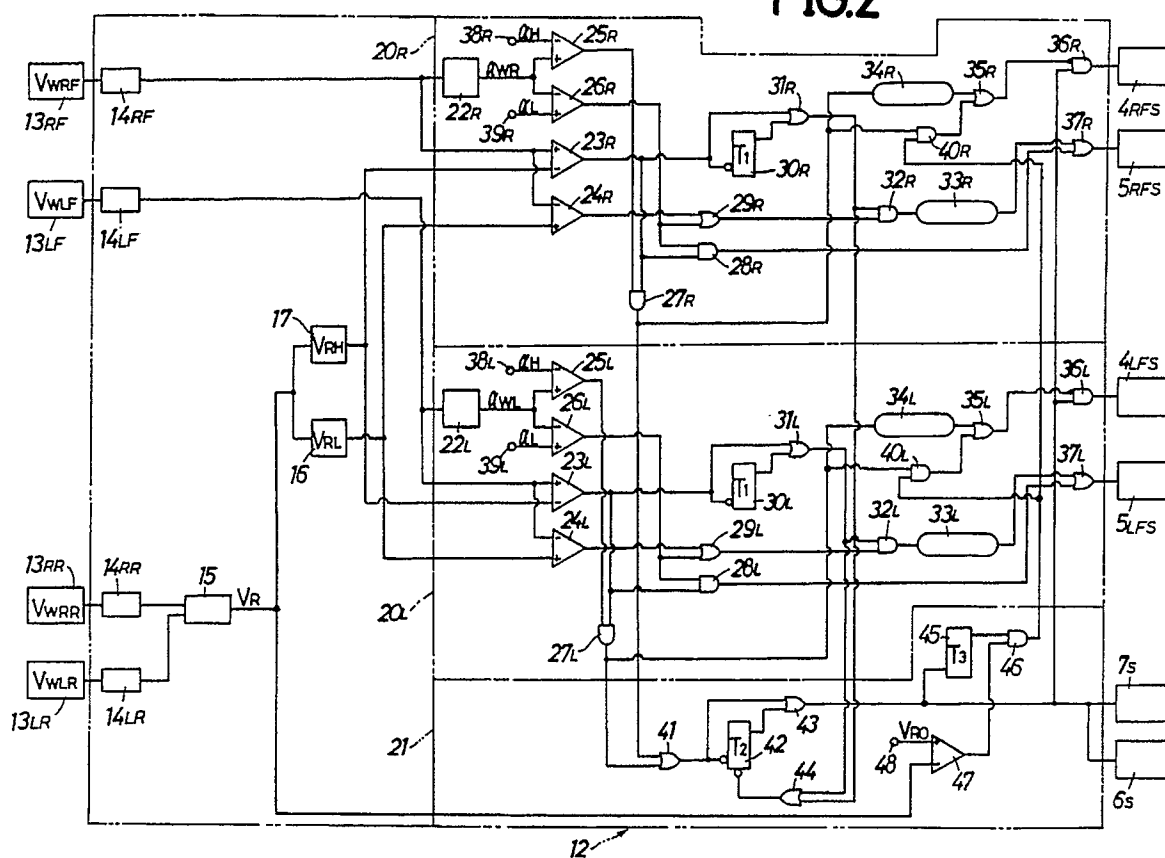 FIG.2
20R
38R
αH
25R
VWRF
13RF
14RF
22R
αWR
39R
αL
26R
23R
24R
31R
T1
30R
34R
35R
36R
4RFS
40R
37R
5RFS
VWLF
13LF
14LF
29R
32R
33R
28R
27R
17
VRH
VRL
16
38L
αH
25L
22L
αWL
26L
39L
αL
23L
24L
31L
T1
30L
34L
35L
36L
4LFS
40L
37L
5LFS
29L
32L
33L
28L
13RR
VWRR
14RR
15
VR
20L
27L
VWLR
13LR
14LR
21
41
T2
42
43
44
45
T3
46
VRO
48
47
7S
6S
12